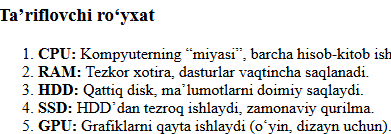 Ta’riflovchi ro‘yxat
1. CPU: Kompyuterning “miyasi”, barcha hisob-kitob ish
2. RAM: Tezkor xotira, dasturlar vaqtincha saqlanadi.
3. HDD: Qattiq disk, ma’lumotlarni doimiy saqlaydi.
4. SSD: HDD’dan tezroq ishlaydi, zamonaviy qurilma.
5. GPU: Grafiklarni qayta ishlaydi (o‘yin, dizayn uchun).